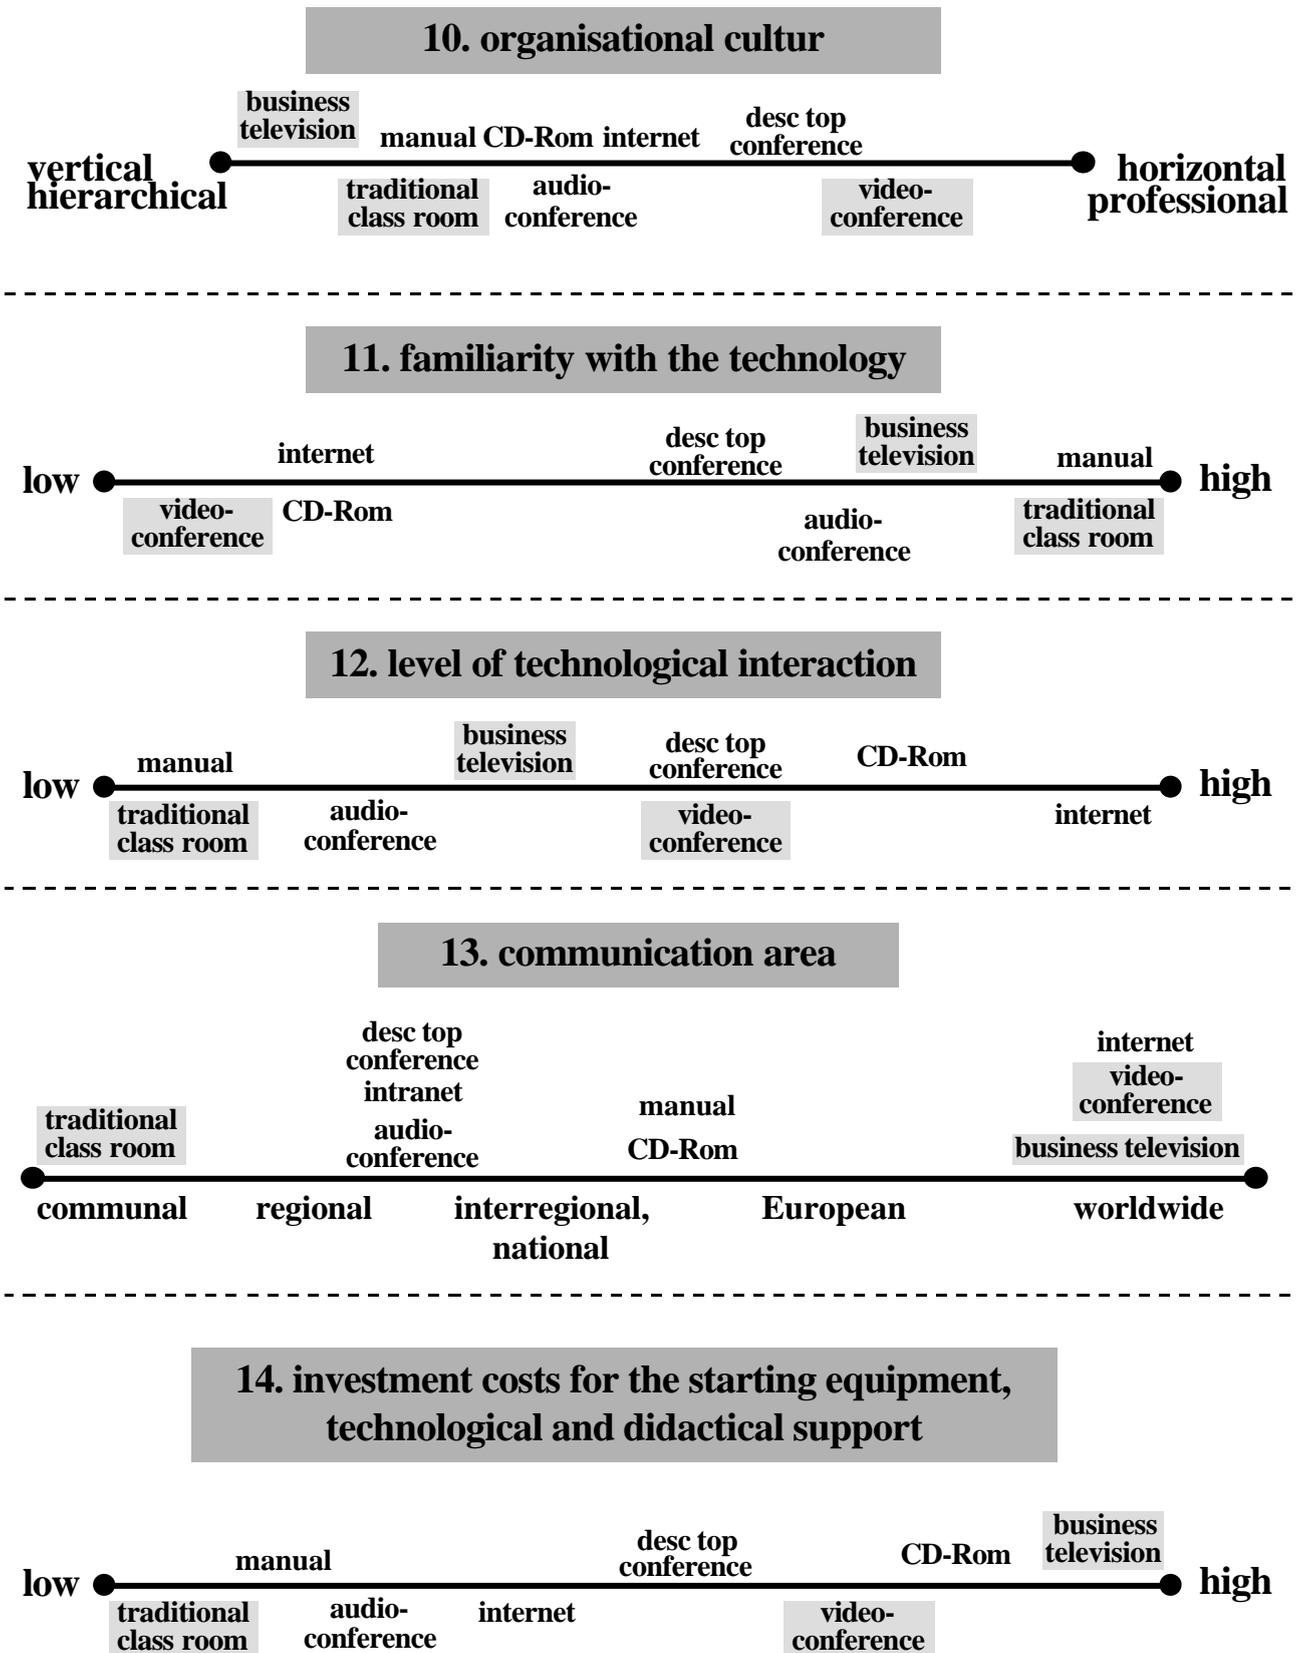 10. organisational cultur
business
television
manual CD-Rom internet
desc top
conference
vertical
hierarchical
horizontal
professional
traditional
class room
audio-
conference
video-
conference
11. familiarity with the technology
internet
desc top
conference
business
television
manual
low
high
video-
conference
CD-Rom
audio-
conference
traditional
class room
12. level of technological interaction
manual
business
television
desc top
conference
CD-Rom
low
high
traditional
class room
audio-
conference
video-
conference
internet
13. communication area
traditional
class room
desc top
conference
intranet
audio-
conference
manual
CD-Rom
internet
video-
conference
business television
communal
regional
interregional,
national
European
worldwide
14. investment costs for the starting equipment,
technological and didactical support
manual
desc top
conference
CD-Rom
business
television
low
high
traditional
class room
audio-
conference
internet
video-
conference